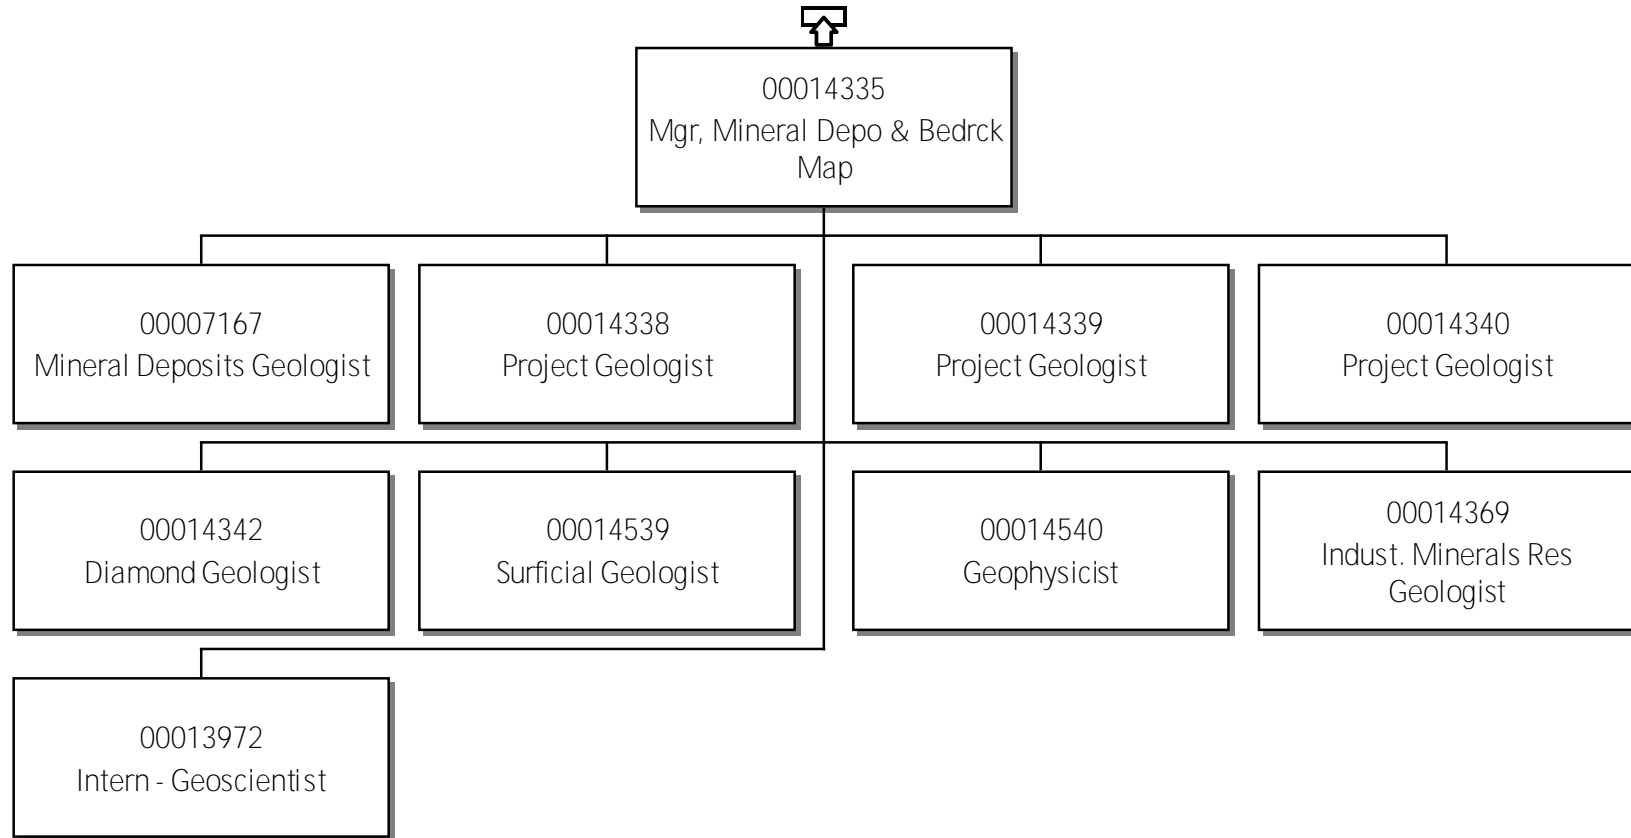 00014335
Mgr, Mineral Depo & Bedrck
Map
00007167
Mineral Deposits Geologist
00014338
Project Geologist
00014339
Project Geologist
00014340
Project Geologist
00014342
Diamond Geologist
00014539
Surficial Geologist
00014540
Geophysicist
00014369
Indust. Minerals Res
Geologist
00013972
Intern - Geoscientist